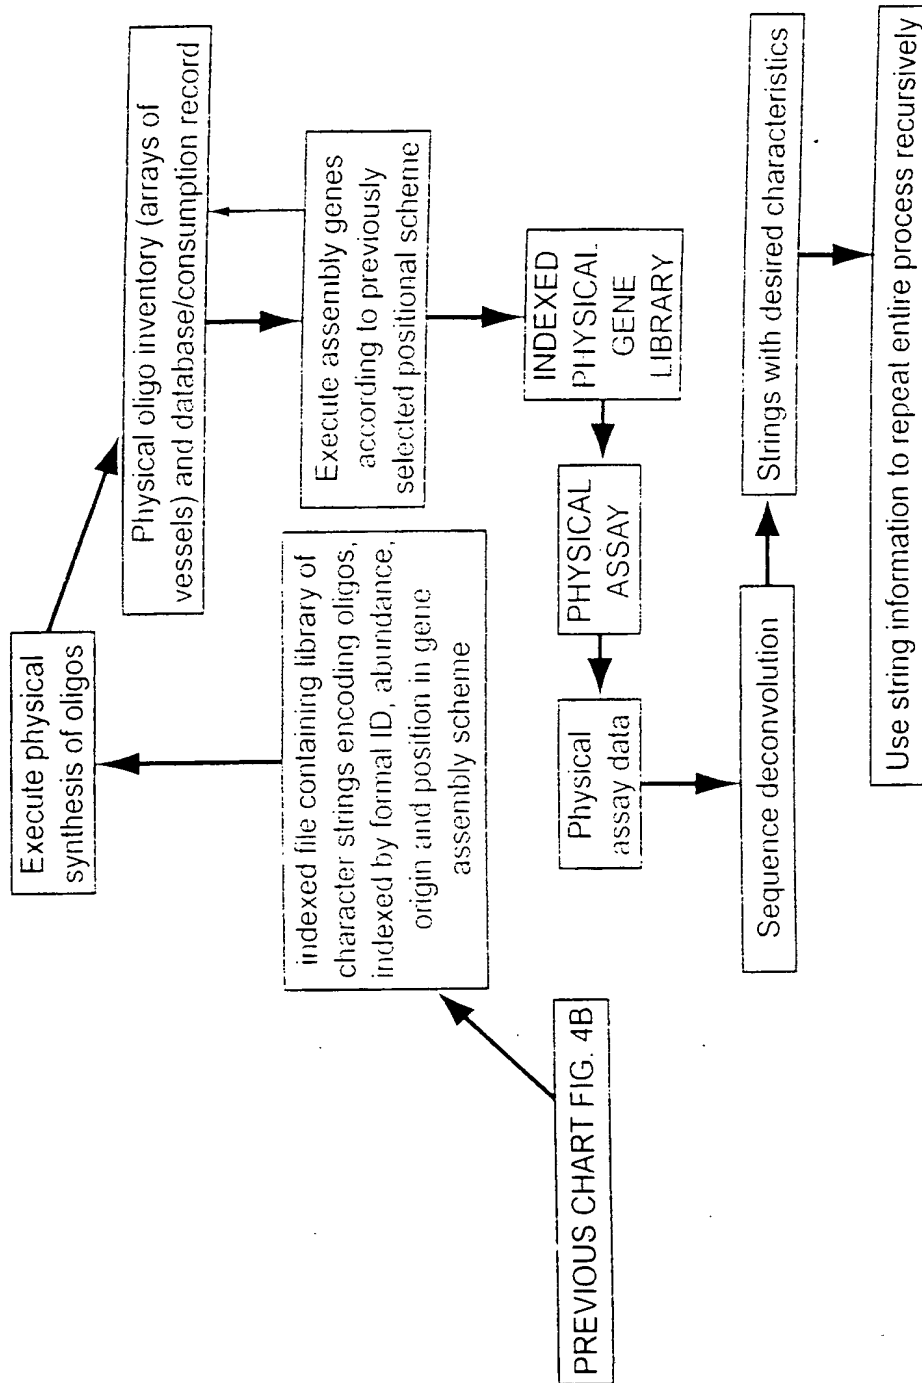 PREVIOUS CHART FIG. 4B
indexed file containing library of
character strings encoding oligos,
indexed by formal ID, abundance,
origin and position in gene
assembly scheme
Execute physical
synthesis of oligos
Physical oligo inventory (arrays of
vessels) and database/consumption record
Execute assembly genes
according to previously
selected positional scheme
INDEXED
PHYSICAL
GENE
LIBRARY
PHYSICAL
ASSAY
Physical
assay data
Sequence deconvolution
Strings with desired characteristics
Use string information to repeat entire process recursively